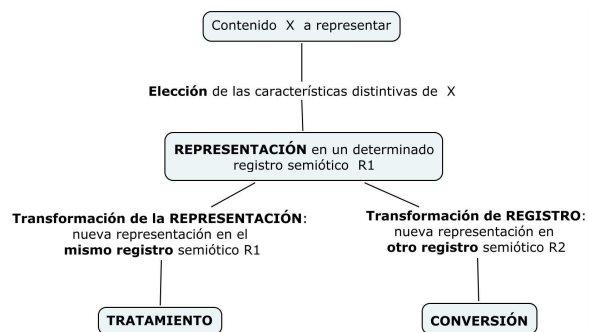 Contenido X a representar
Elección de las características distintivas de X
REPRESENTACIÓN en un determinado
registro semiótico R1
Transformación de la REPRESENTACIÓN:
nueva representación en el
mismo registro semiótico R1
Transformación de REGISTRO:
nueva representación en
otro registro semiótico R2
TRATAMIENTO
CONVERSIÓN